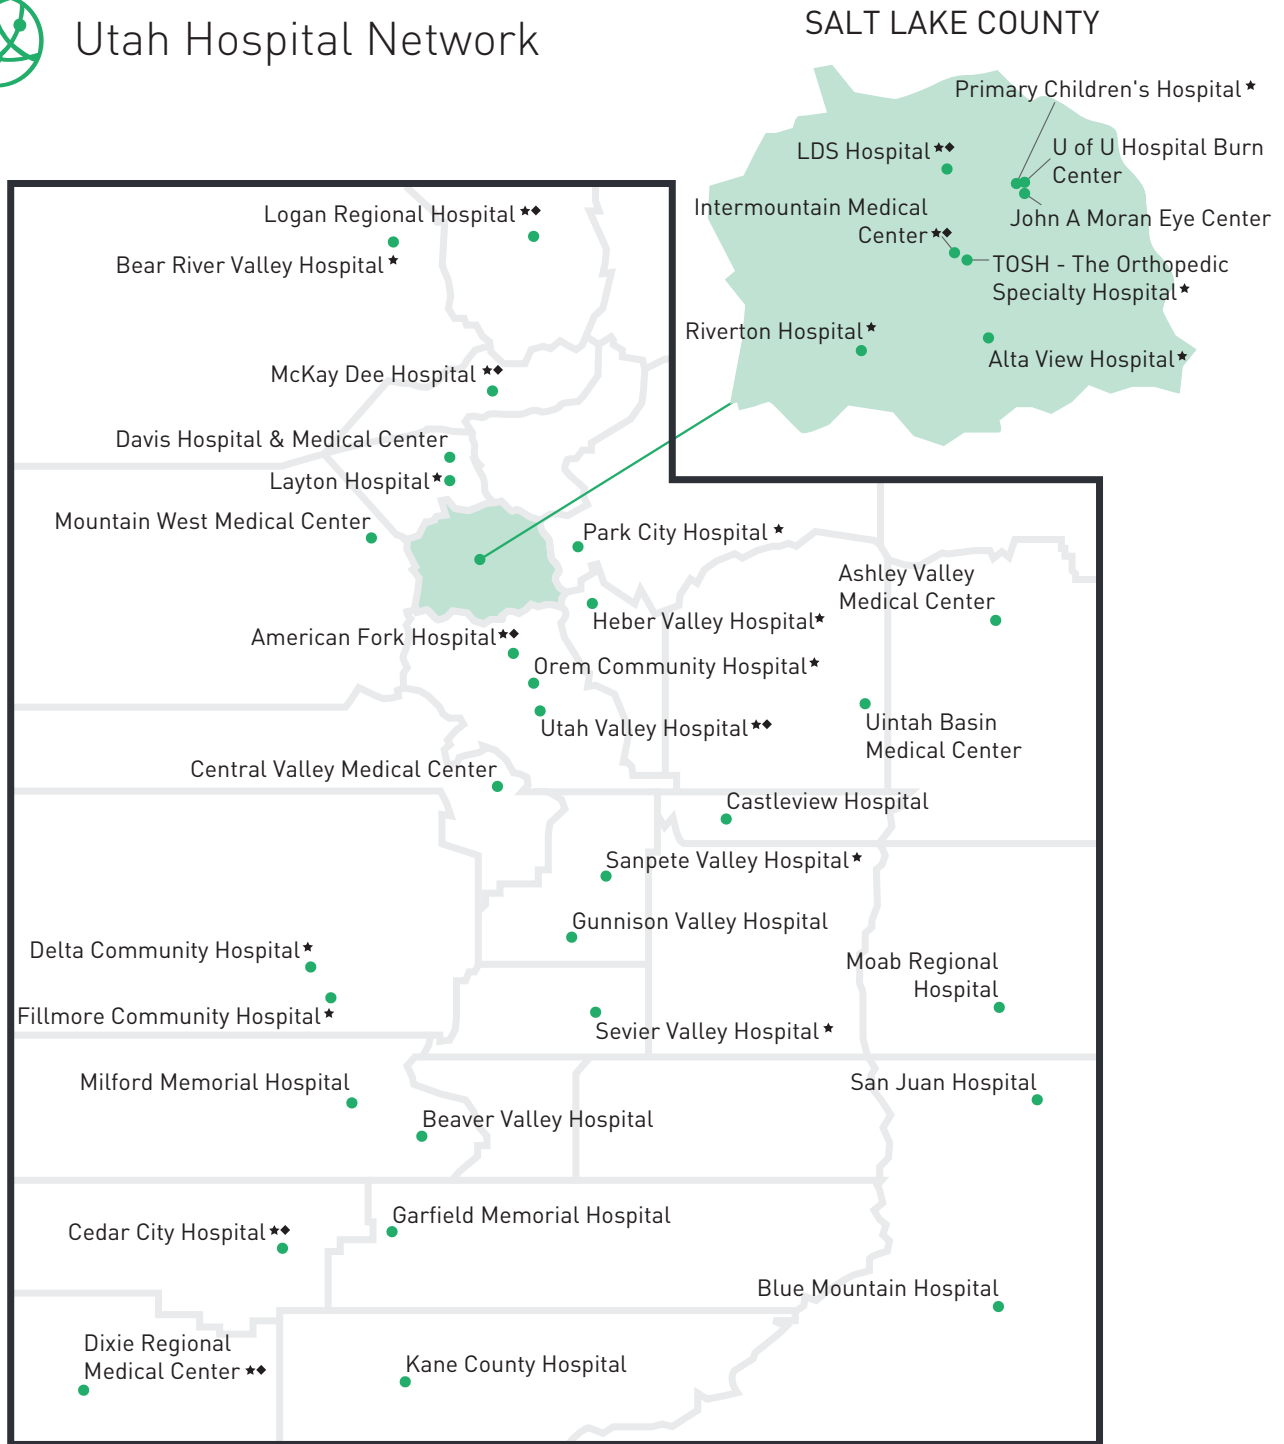 Utah Hospital Network
SALT LAKE COUNTY
Primary Children's Hospital★
LDS Hospital★◆
U of U Hospital Burn
Center
Intermountain Medical
Center★◆
John A Moran Eye Center
TOSH - The Orthopedic
Specialty Hospital★
Riverton Hospital★
Alta View Hospital★
Logan Regional Hospital ★◆
Bear River Valley Hospital ★
McKay Dee Hospital ★◆
Davis Hospital & Medical Center
Layton Hospital★
Mountain West Medical Center
Park City Hospital ★
Ashley Valley
Medical Center
Heber Valley Hospital★
American Fork Hospital★◆
Orem Community Hospital★
Utah Valley Hospital★◆
Uintah Basin
Medical Center
Central Valley Medical Center
Castleview Hospital
Sanpete Valley Hospital★
Gunnison Valley Hospital
Delta Community Hospital★
Moab Regional
Hospital
Fillmore Community Hospital★
Sevier Valley Hospital★
Milford Memorial Hospital
San Juan Hospital
Beaver Valley Hospital
Garfield Memorial Hospital
Cedar City Hospital★◆
Blue Mountain Hospital
Dixie Regional
Medical Center ★◆
Kane County Hospital